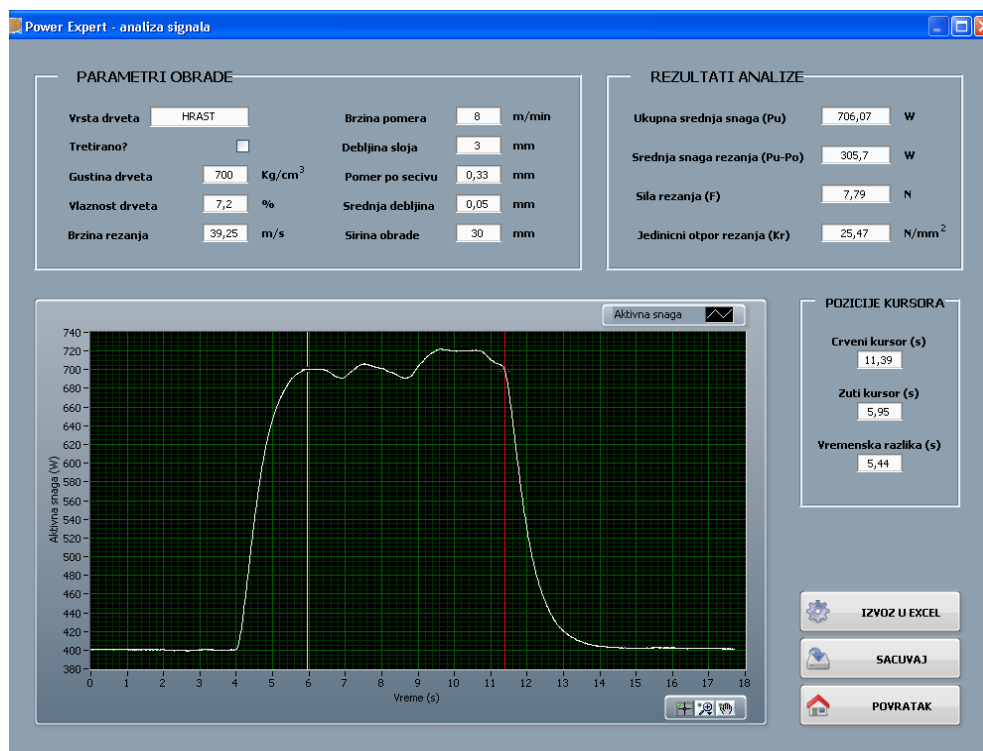 Power Expert - analiza signala
PARAMETRI OBRADE
Vrsta drveta HRAST
Tretirano?
Gustina drveta 700 Kg/cm³
Vlaznost drveta 7,2 %
Brzina rezanja 39,25 m/s
Brzina pomera 8 m/min
Debljina sloja 3 mm
Pomer po secivu 0,33 mm
Srednja debljina 0,05 mm
Sirina obrade 30 mm
REZULTATI ANALIZE
Ukupna srednja snaga (Pu) 706,07 W
Srednja snaga rezanja (Pu-Po) 305,7 W
Sila rezanja (F) 7,79 N
Jedinicni otpor rezanja (Kr) 25,47 N/mm²
Aktivna snaga
740
720
700
680
660
640
620
600
580
560
540
520
500
480
460
440
420
400
380
Aktivna snaga (W)
0 1 2 3 4 5 6 7 8 9 10 11 12 13 14 15 16 17 18
Vreme (s)
POZICIJE KURSORA
Crveni kursor (s)
11,39
Zuti kursor (s)
5,95
Vremenska razlika (s)
5,44
IZVOZ U EXCEL
SACUVAJ
POVRATAK